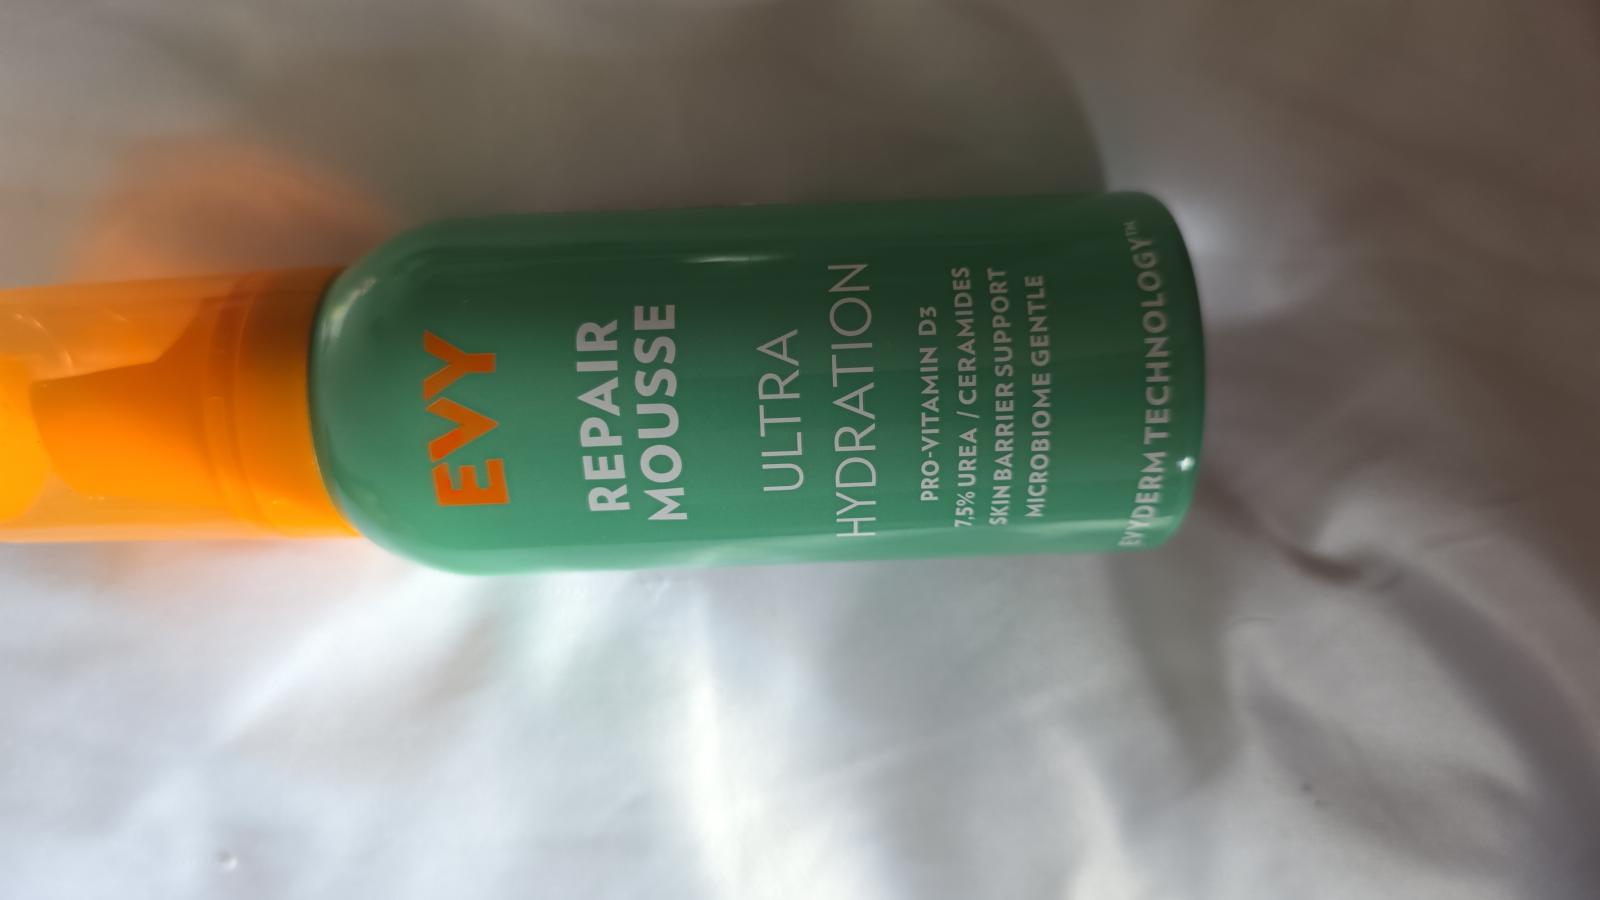 EVY
REPAIR
MOUSSE
ULTRA
HYDRATION
PRO-VITAMIN D3
7,5% UREA / CERAMIDES
SKIN BARRIER SUPPORT
MICROBIOME GENTLE
EVYDERM TECHNOLOGY™